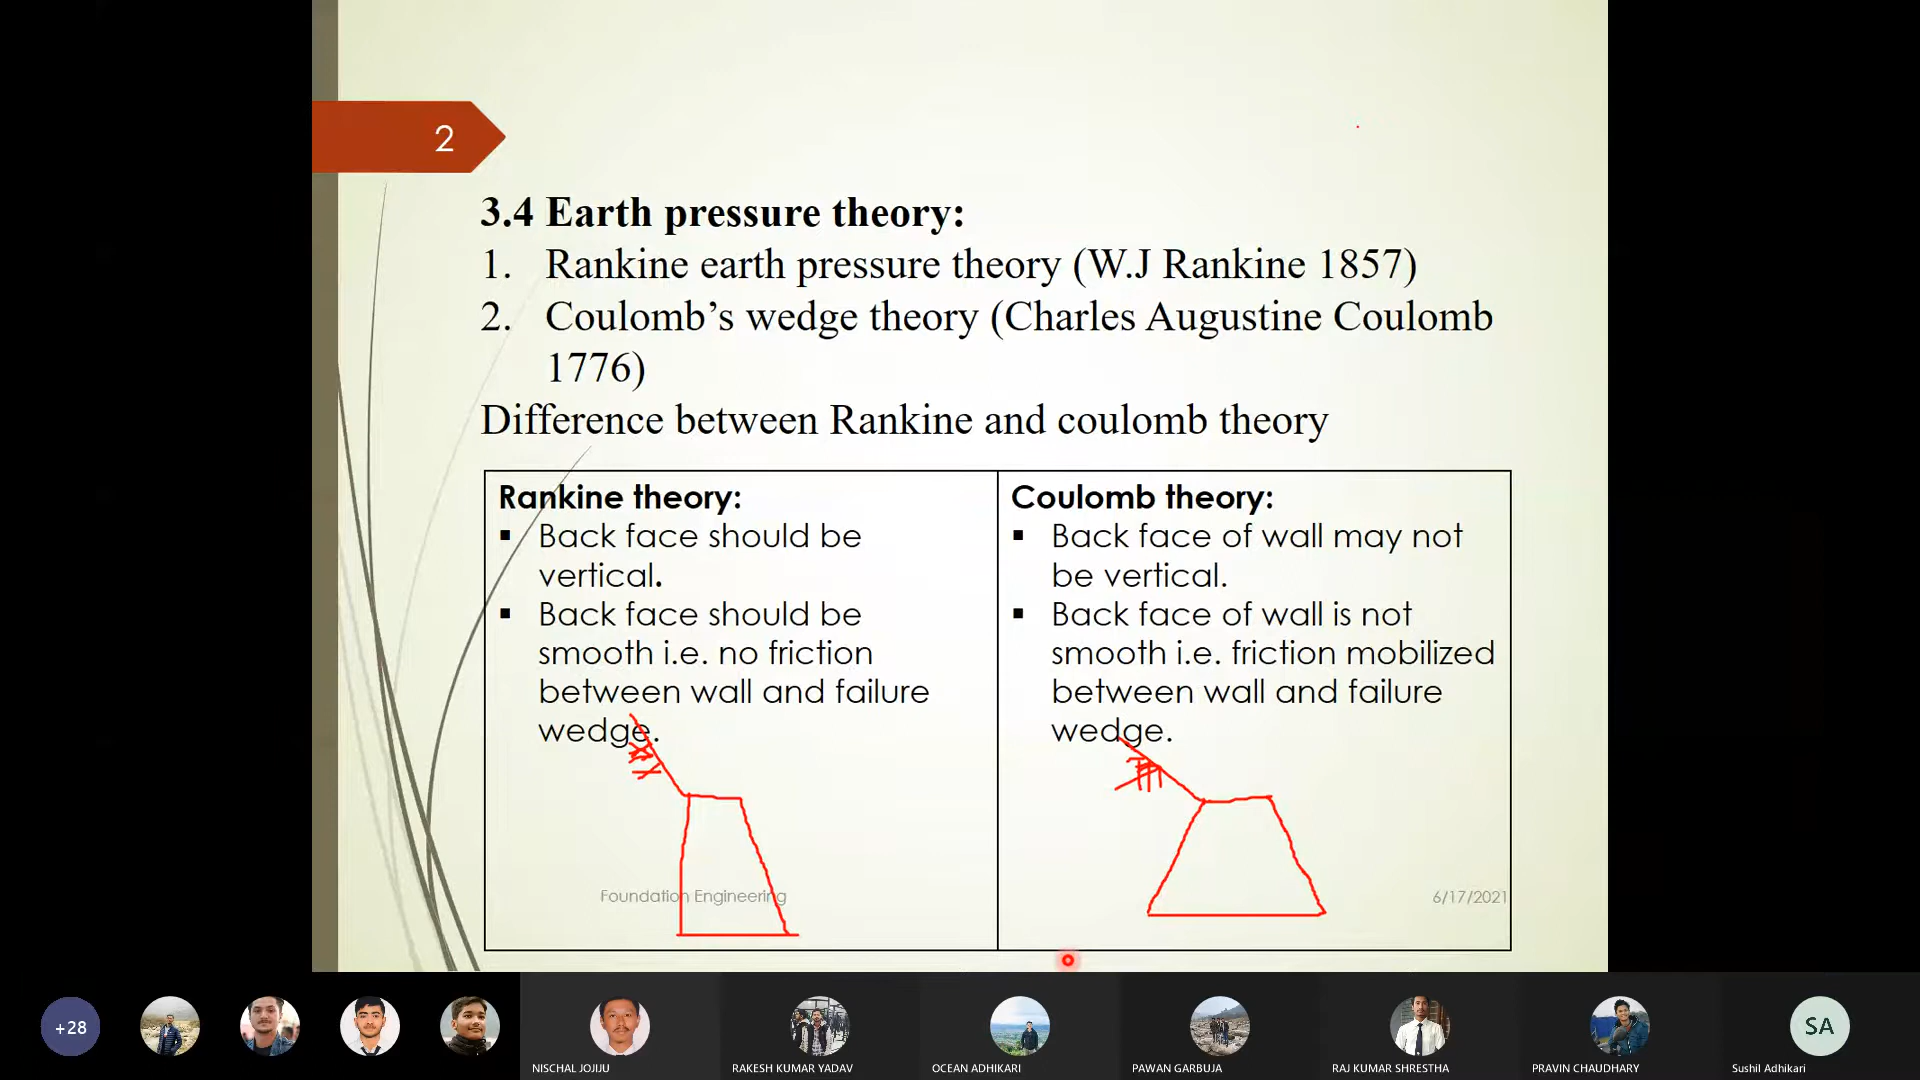 2
3.4 Earth pressure theory:
1. Rankine earth pressure theory (W.J Rankine 1857)
2. Coulomb’s wedge theory (Charles Augustine Coulomb
1776)
Difference between Rankine and coulomb theory
Rankine theory:
▪ Back face should be
vertical.
▪ Back face should be
smooth i.e. no friction
between wall and failure
wedge.
Coulomb theory:
▪ Back face of wall may not
be vertical.
▪ Back face of wall is not
smooth i.e. friction mobilized
between wall and failure
wedge.
Foundation Engineering
6/17/2021
+28
NISCHAL JOJIJU
RAKESH KUMAR YADAV
OCEAN ADHIKARI
PAWAN GARBUJA
RAJ KUMAR SHRESTHA
PRAVIN CHAUDHARY
SA
Sushil Adhikari